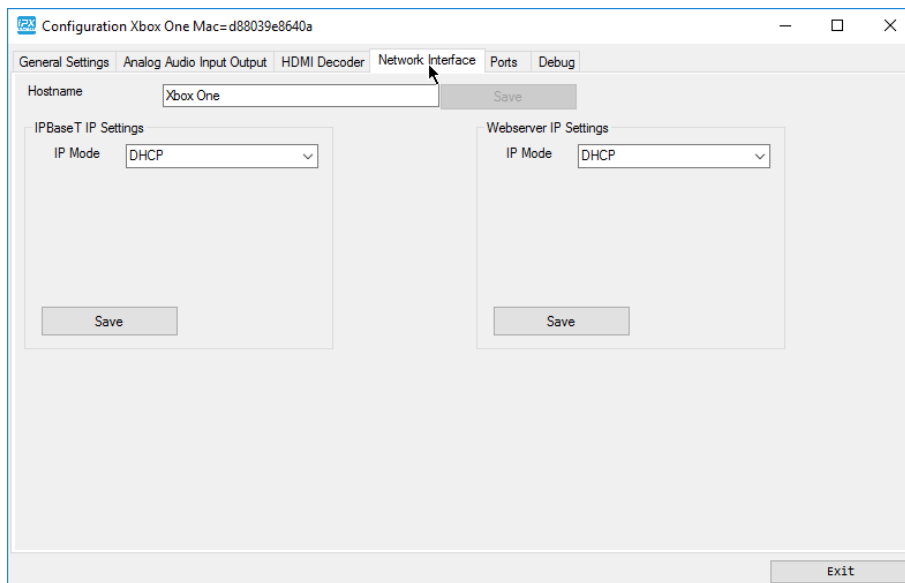 IPX
Configuration Xbox One Mac=d88039e8640a
General Settings Analog Audio Input Output HDMI Decoder Network Interface Ports Debug
Hostname Xbox One Save
IPBaseT IP Settings Webserver IP Settings
IP Mode DHCP IP Mode DHCP
Save Save
Exit